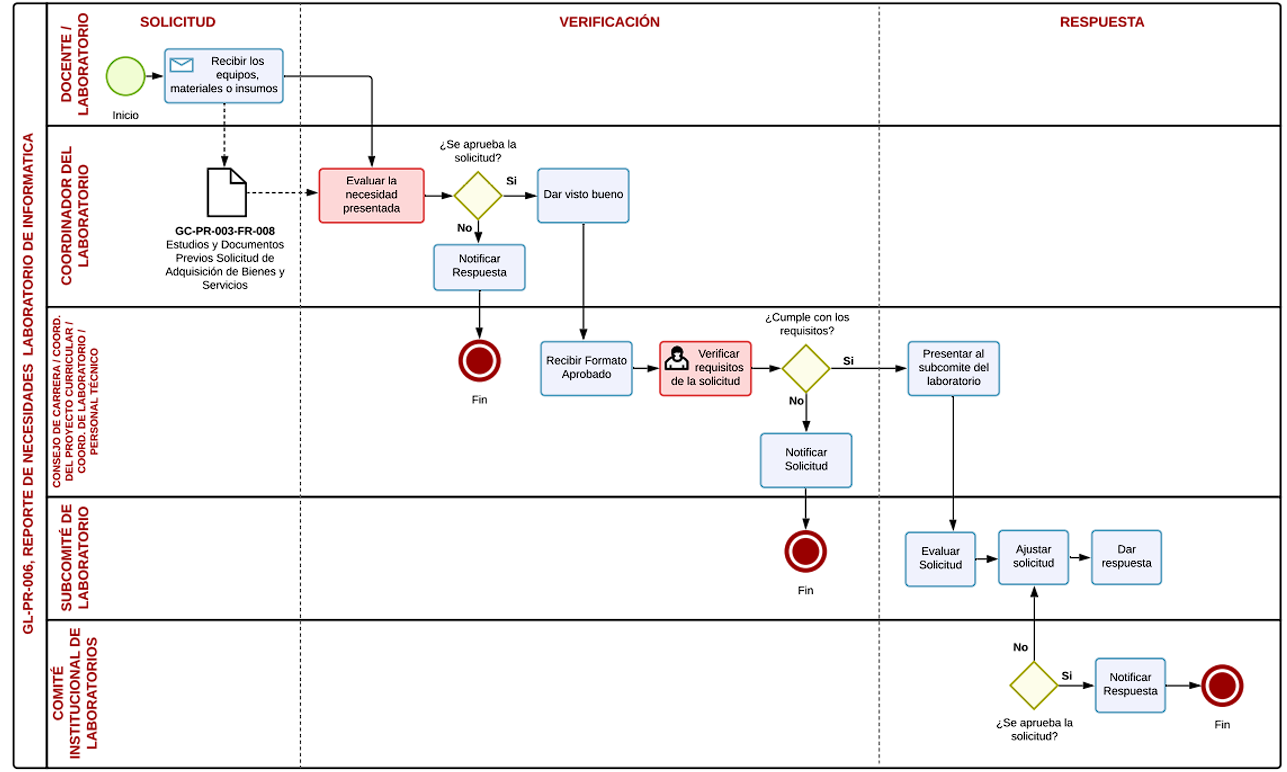 GL-PR-006, REPORTE DE NECESIDADES LABORATORIO DE INFORMATICA
SOLICITUD
VERIFICACIÓN
RESPUESTA
DOCENTE /
LABORATORIO
Inicio
Recibir los
equipos,
materiales o insumos
COORDINADOR DEL
LABORATORIO
GC-PR-003-FR-008
Estudios y Documentos
Previos Solicitud de
Adquisición de Bienes y
Servicios
Evaluar la
necesidad
presentada
¿Se aprueba la
solicitud?
Si
Dar visto bueno
No
Notificar
Respuesta
CONSEJO DE CARRERA / COORD.
DEL PROYECTO CURRICULAR /
COORD. DE LABORATORIO /
PERSONAL TÉCNICO
Fin
Recibir Formato
Aprobado
Verificar
requisitos
de la solicitud
¿Cumple con los
requisitos?
Si
No
Notificar
Solicitud
Presentar al
subcomite del
laboratorio
SUBCOMITÉ DE
LABORATORIO
Fin
Evaluar
Solicitud
Ajustar
solicitud
Dar
respuesta
COMITÉ
INSTITUCIONAL DE
LABORATORIOS
No
¿Se aprueba la
solicitud?
Si
Notificar
Respuesta
Fin